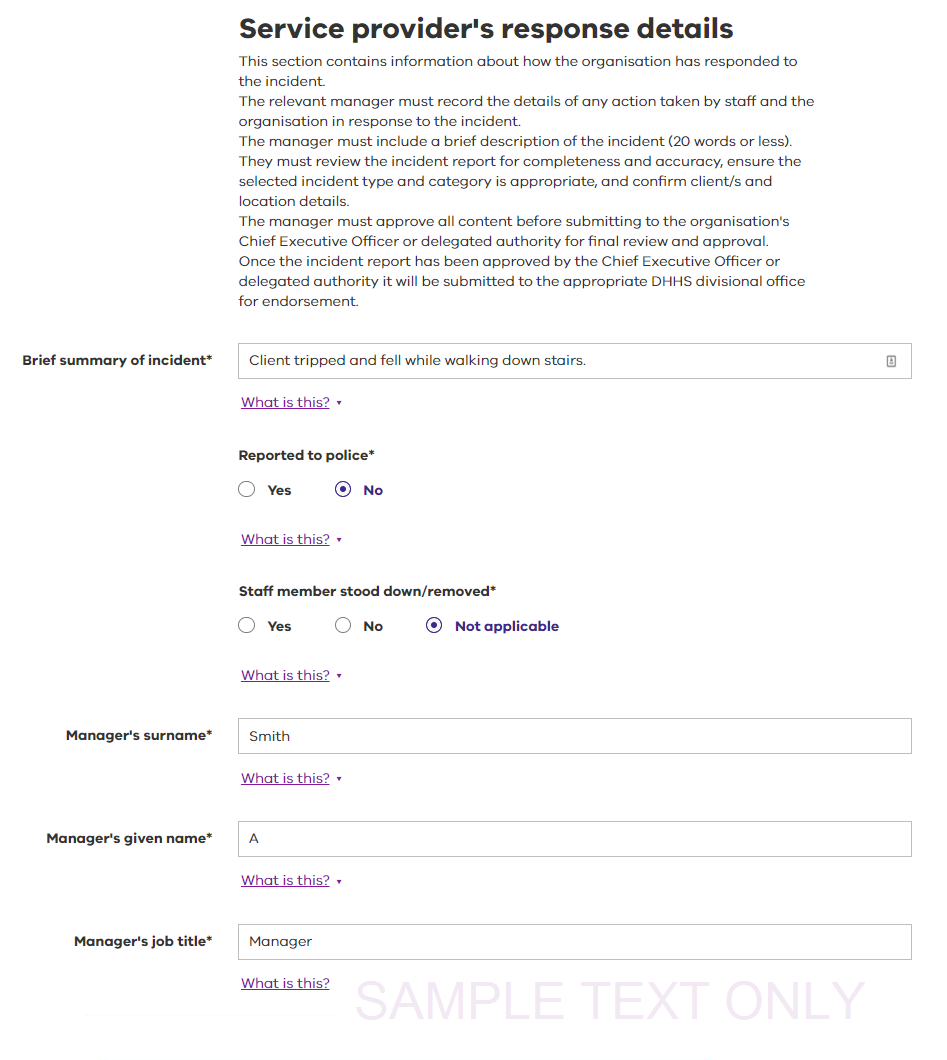 Service provider's response details
This section contains information about how the organisation has responded to
the incident.
The relevant manager must record the details of any action taken by staff and the
organisation in response to the incident.
The manager must include a brief description of the incident (20 words or less).
They must review the incident report for completeness and accuracy, ensure the
selected incident type and category is appropriate, and confirm client/s and
location details.
The manager must approve all content before submitting to the organisation's
Chief Executive Officer or delegated authority for final review and approval.
Once the incident report has been approved by the Chief Executive Officer or
delegated authority it will be submitted to the appropriate DHHS divisional office
for endorsement.
Brief summary of incident* Client tripped and fell while walking down stairs.
What is this?
Reported to police*
Yes No
What is this?
Staff member stood down/removed*
Yes No Not applicable
What is this?
Manager's surname* Smith
What is this?
Manager's given name* A
What is this?
Manager's job title* Manager
What is this?
SAMPLE TEXT ONLY